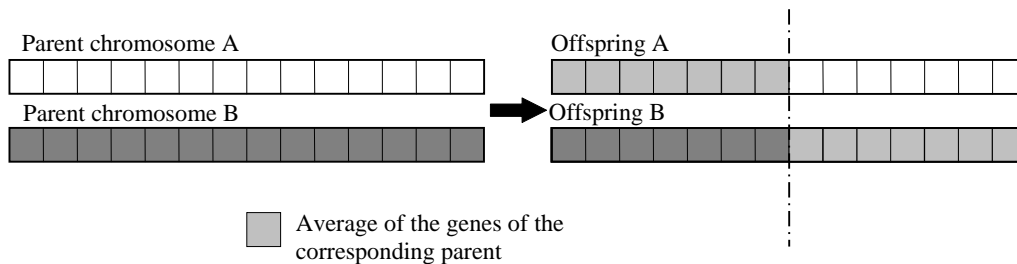 Parent chromosome A
Offspring A
Parent chromosome B
Offspring B
Average of the genes of the
corresponding parent